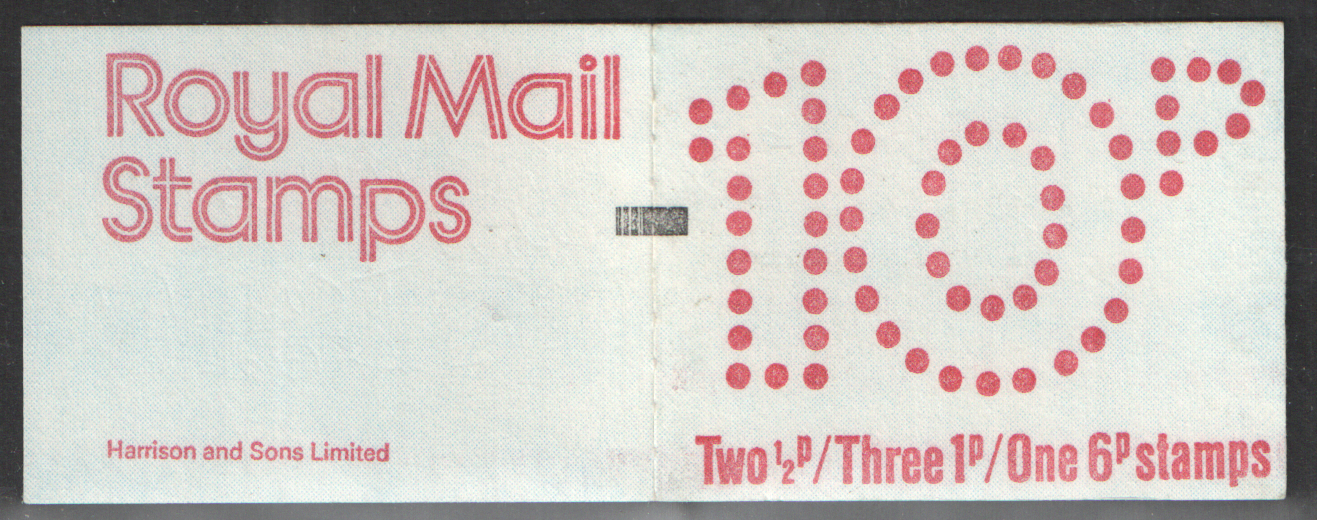 Royal Mail
Stamps
Harrison and Sons Limited
10P
Two ½P/Three 1P/One 6P stamps